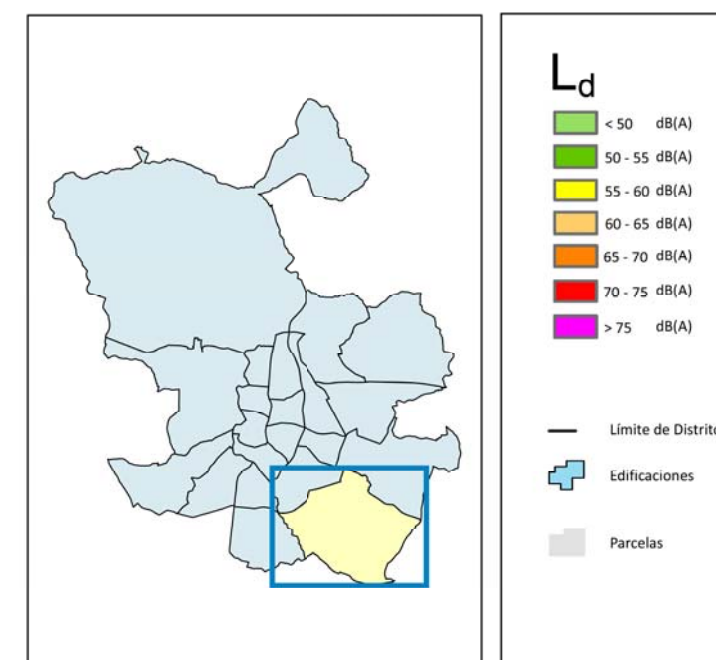 Ld
< 50 dB(A)
50 - 55 dB(A)
55 - 60 dB(A)
60 - 65 dB(A)
65 - 70 dB(A)
70 - 75 dB(A)
> 75 dB(A)
Límite de Distrito
Edificaciones
Parcelas